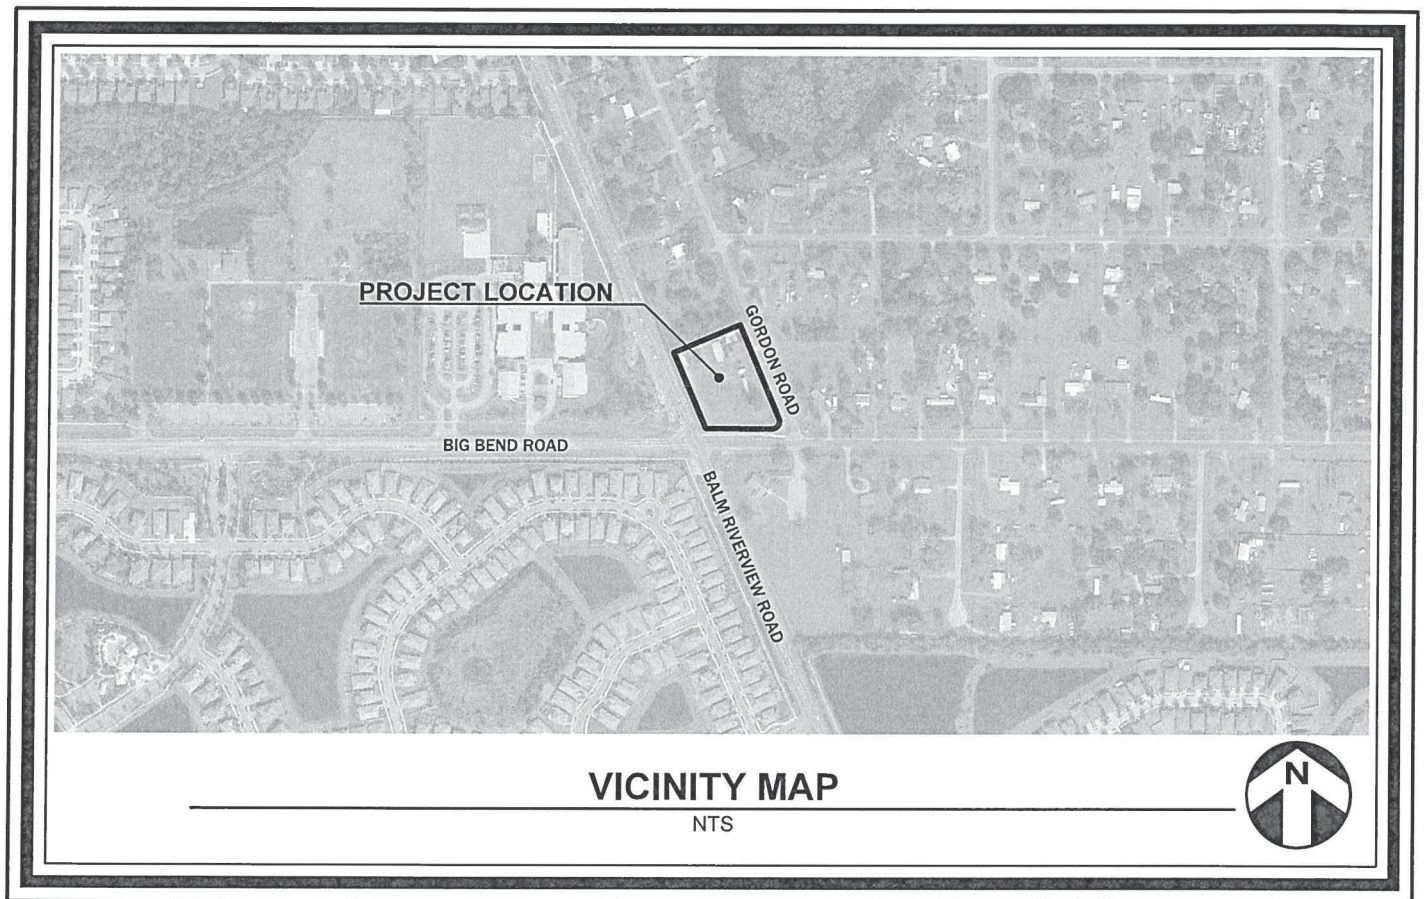 PROJECT LOCATION
GORDON ROAD
BIG BEND ROAD
BALM RIVERVIEW ROAD
VICINITY MAP
NTS
N